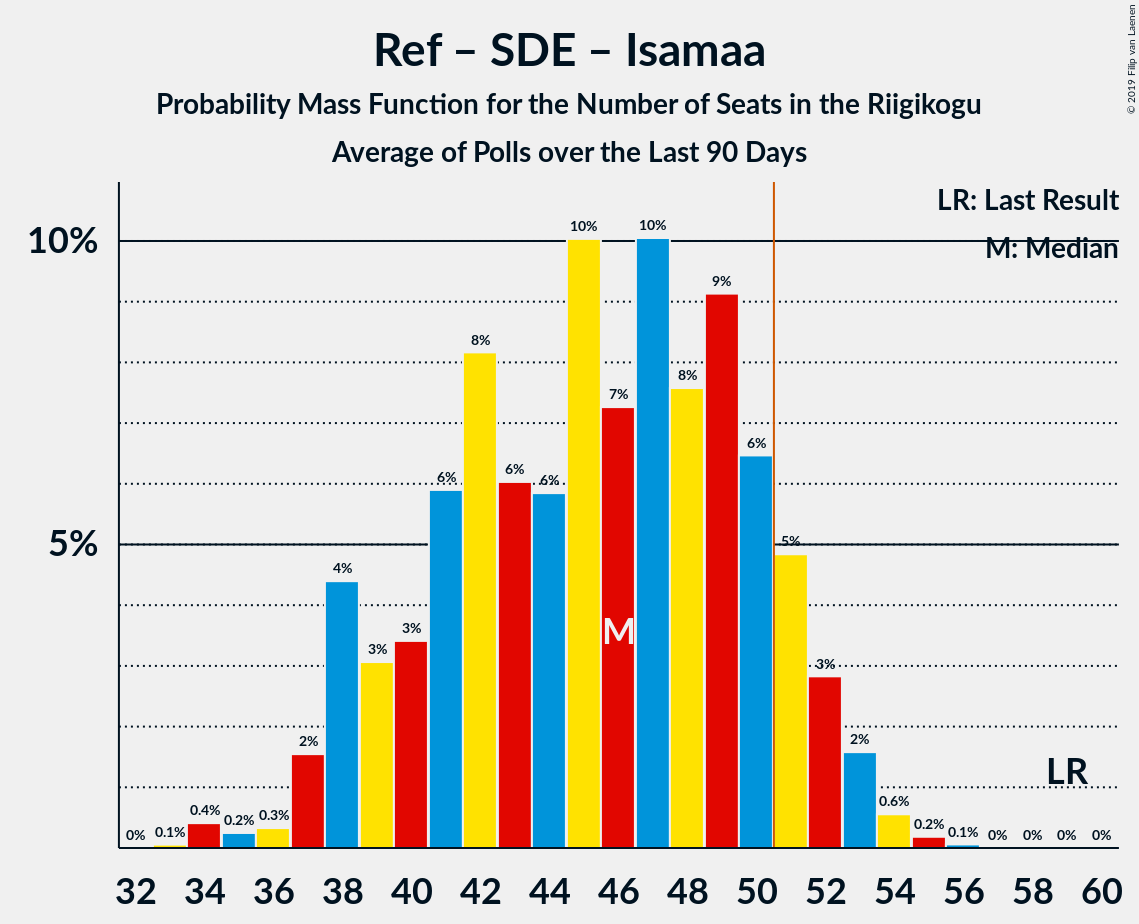 Ref – SDE – Isamaa
Probability Mass Function for the Number of Seats in the Riigikogu
Average of Polls over the Last 90 Days
© 2019 Filip van Laenen
LR: Last Result
M: Median
10%
5%
0% 0.1% 0.4% 0.2% 0.3% 2% 4% 3% 3% 6% 8% 6% 6% 10% 7% 10% 8% 9% 6% 5% 3% 2% 0.6% 0.2% 0.1% 0% 0% 0% 0%
M
LR
32 34 36 38 40 42 44 46 48 50 52 54 56 58 60